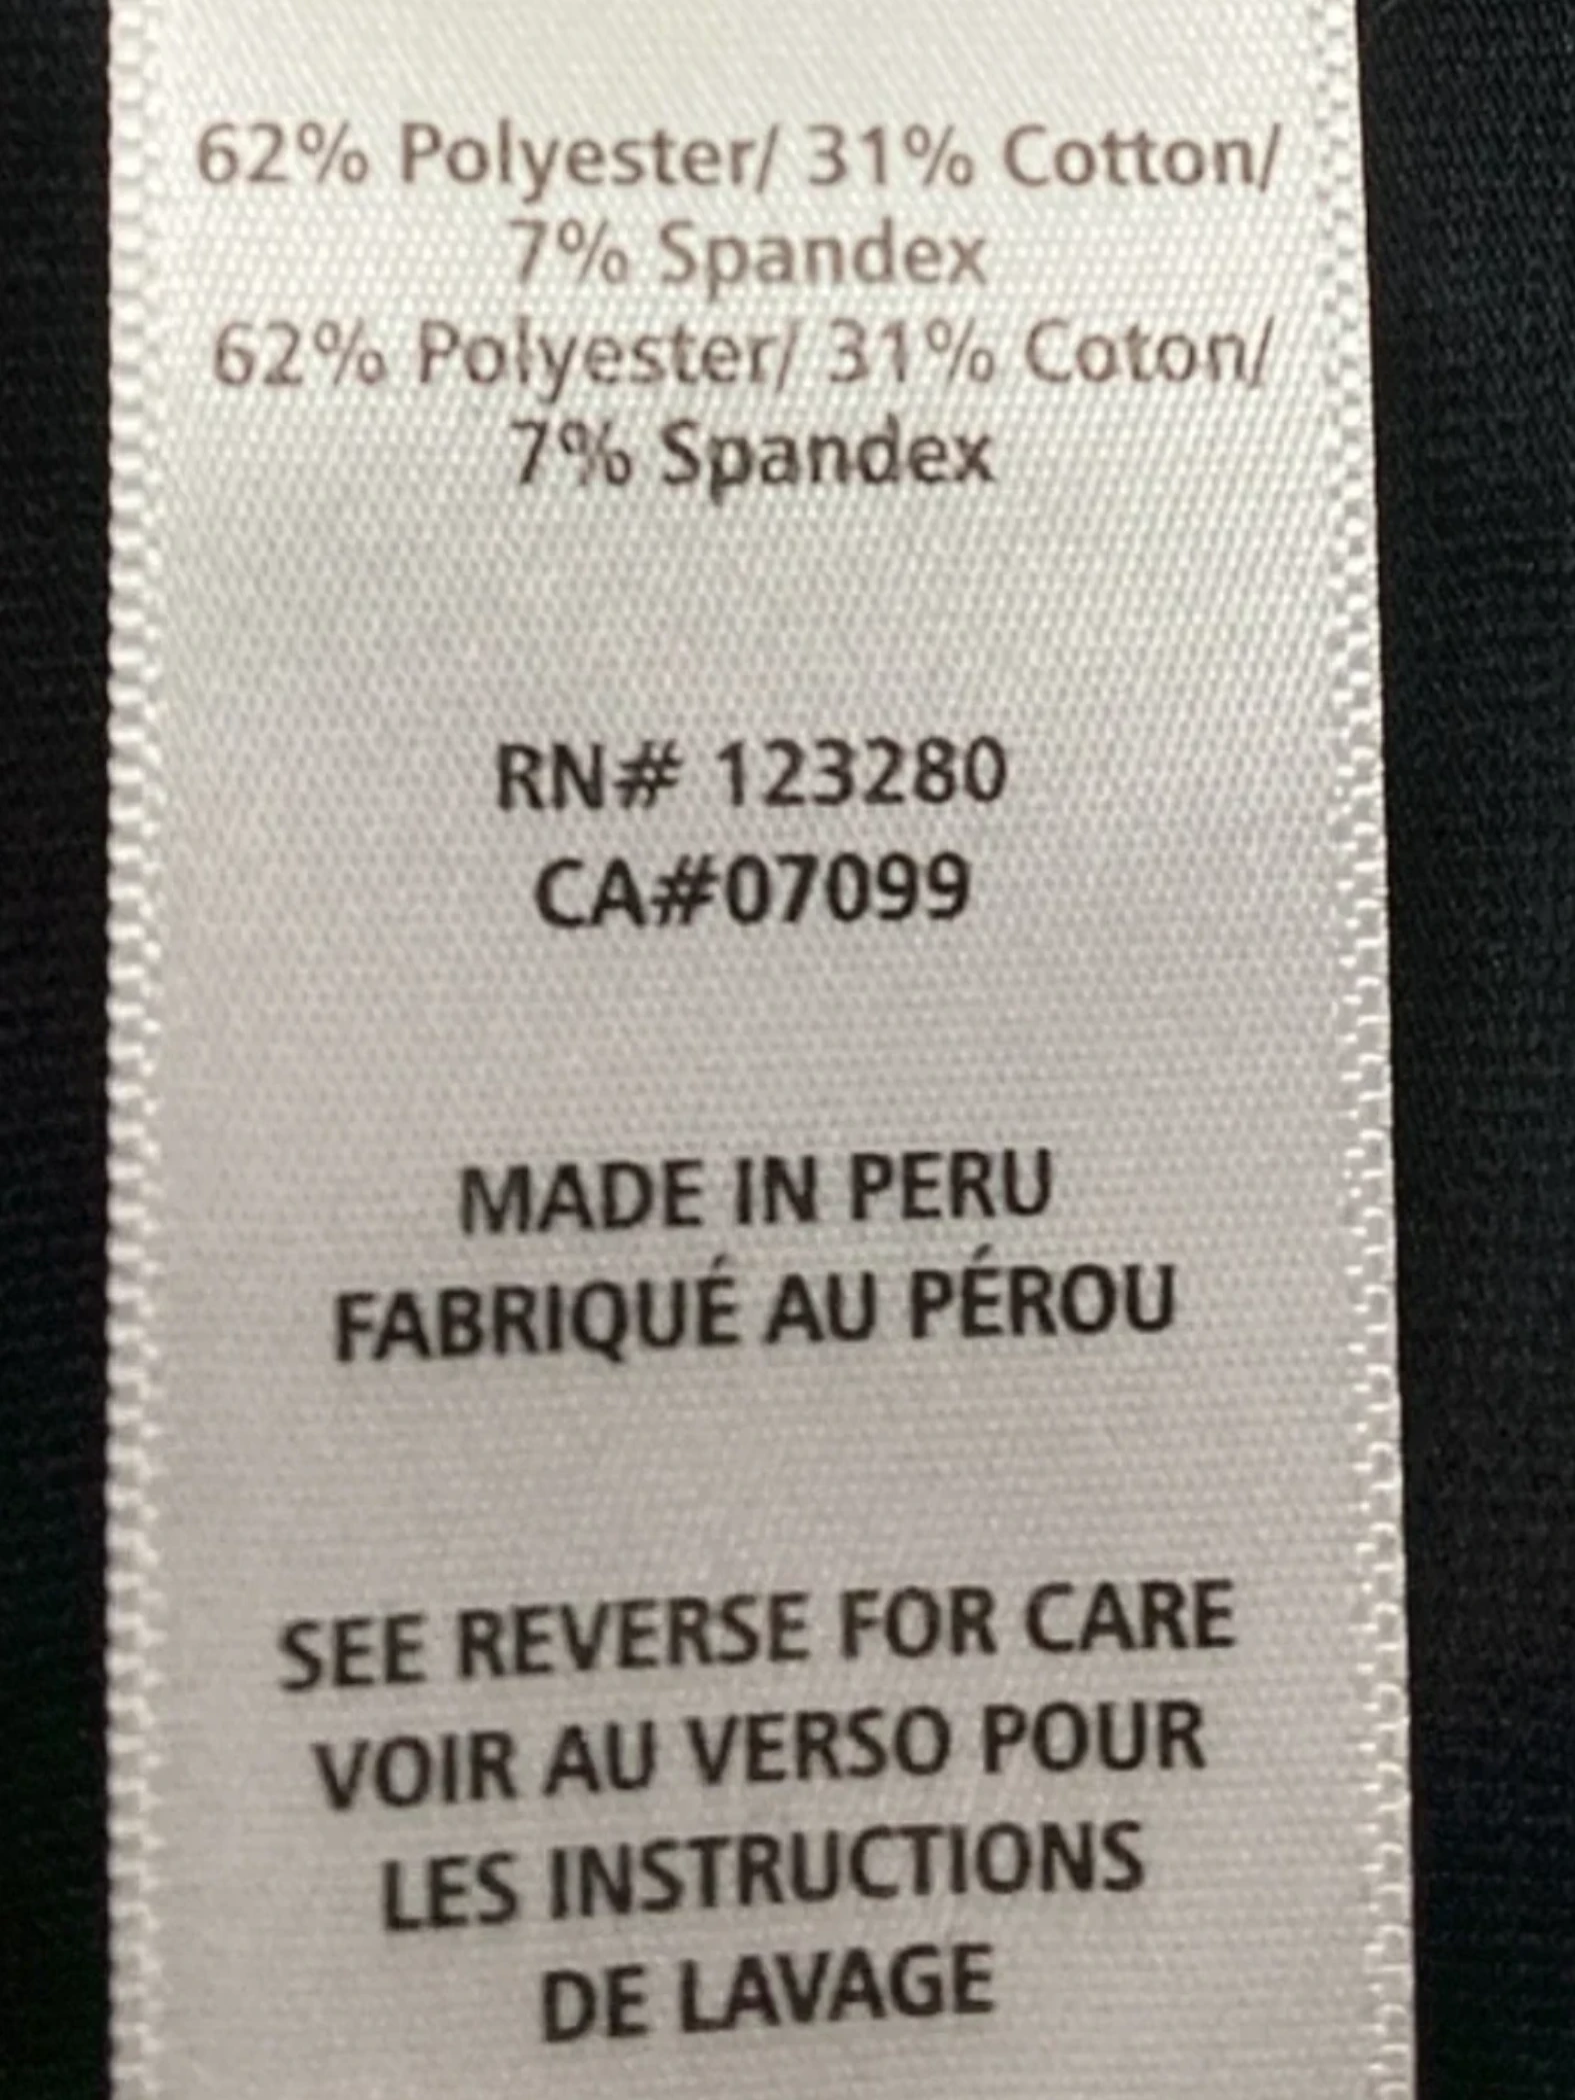 62% Polyester/ 31% Cotton/
7% Spandex
62% Polyester/ 31% Coton/
7% Spandex
RN# 123280
CA#07099
MADE IN PERU
FABRIQUÉ AU PÉROU
SEE REVERSE FOR CARE
VOIR AU VERSO POUR
LES INSTRUCTIONS
DE LAVAGE